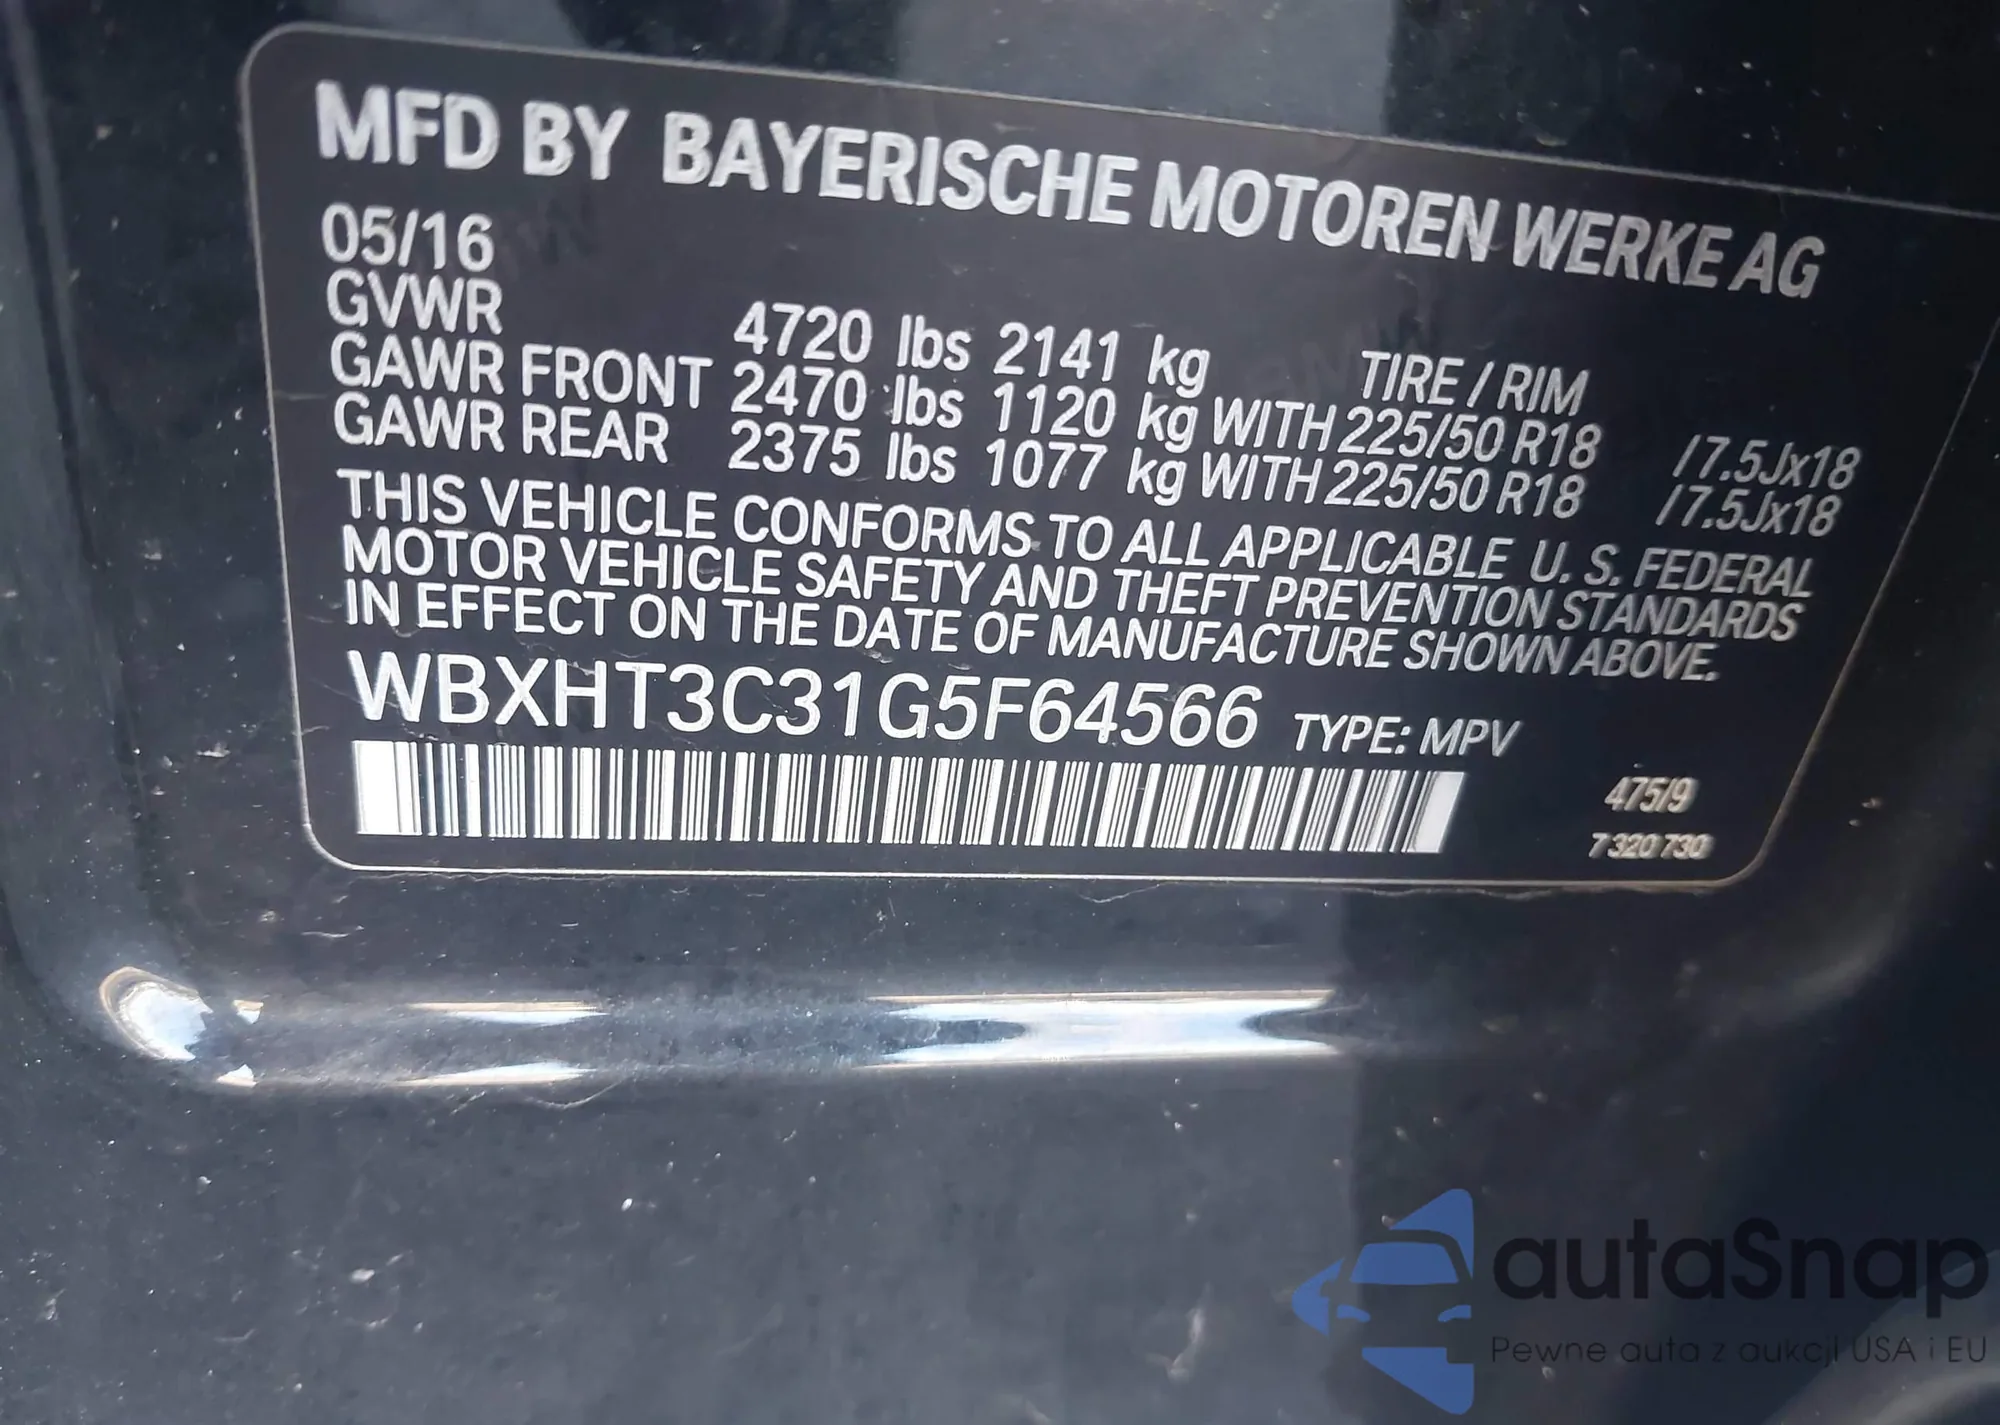 MFD BY BAYERISCHE MOTOREN WERKE AG
05/16
GVWR 4720 lbs 2141 kg TIRE / RIM
GAWR FRONT 2470 lbs 1120 kg WITH 225/50 R18 /7.5Jx18
GAWR REAR 2375 lbs 1077 kg WITH 225/50 R18 /7.5Jx18
THIS VEHICLE CONFORMS TO ALL APPLICABLE U. S. FEDERAL
MOTOR VEHICLE SAFETY AND THEFT PREVENTION STANDARDS
IN EFFECT ON THE DATE OF MANUFACTURE SHOWN ABOVE.
WBXHT3C31G5F64566 TYPE: MPV
475/9
7 320 730
autaSnap
Pewne auta z aukcji USA i EU